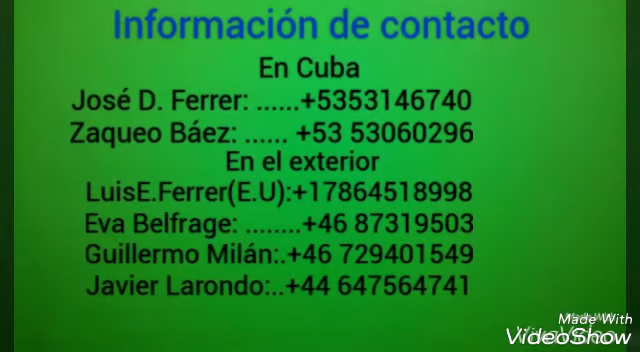 Información de contacto
En Cuba
José D. Ferrer: ......+5353146740
Zaqueo Báez: ...... +53 53060296
En el exterior
LuisE.Ferrer(E.U):+17864518998
Eva Belfrage: ........+46 87319503
Guillermo Milán:.+46 729401549
Javier Larondo:..+44 647564741
Made With
VideoShow